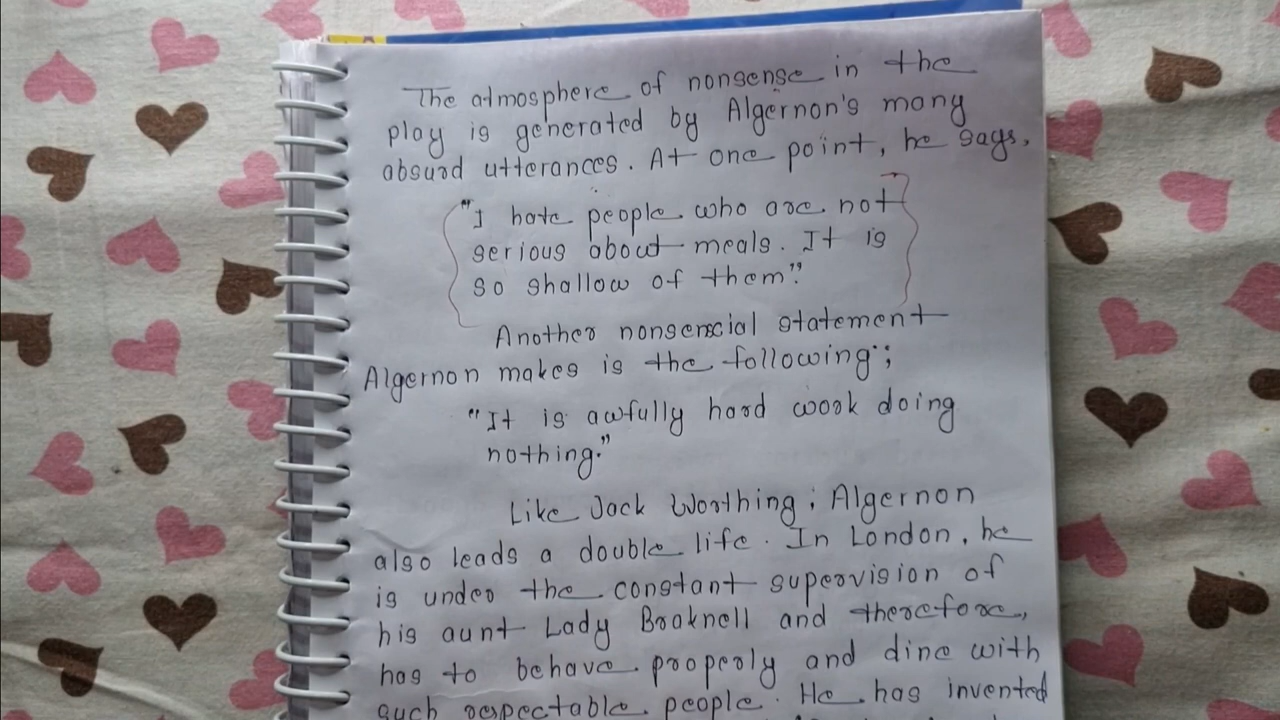 The atmosphere of nonsense in the
play is generated by Algernon's many
absurd utterances. At one point, he says,
"I hate people who are not
serious about meals. It is
so shallow of them."
Another nonsencial statement
Algernon makes is the following;
"It is awfully hard work doing
nothing."
Like Jack Worthing; Algernon
also leads a double life. In London, he
is under the constant supervision of
his aunt Lady Braknell and therefore,
has to behave properly and dine with
such respectable people. He has invented